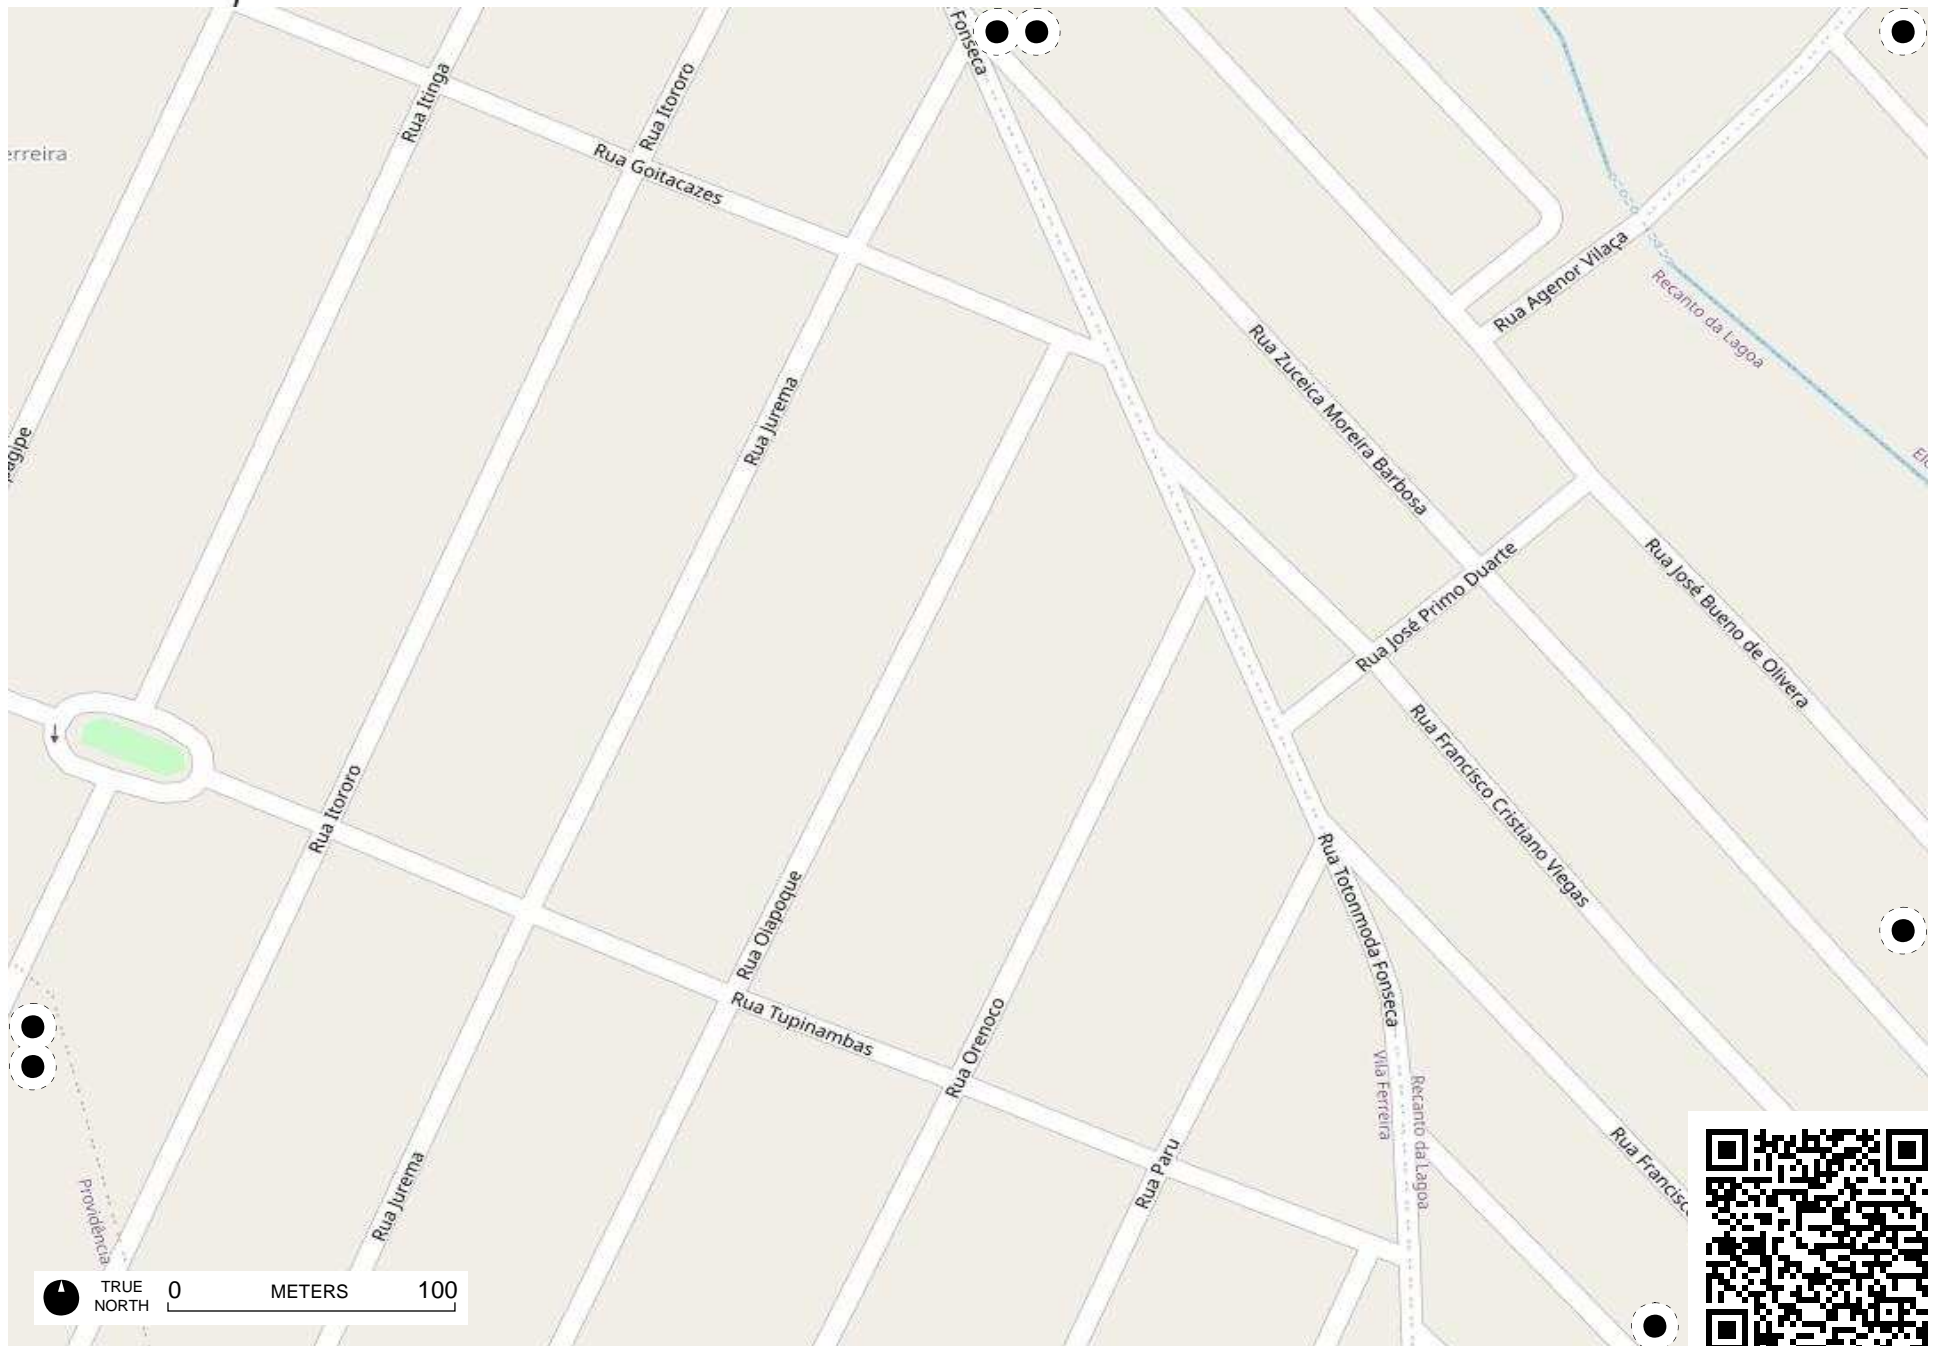 Fonseca
Rua Itinga
Rua Itororo
Rua Goitacazes
erreira
Rua Agenor Vilaça
Recanto da Lagoa
Rua Zuceica Moreira Barbosa
Rua Jurema
agipe
Rua José Primo Duarte
Rua José Bueno de Olivera
Rua Francisco Cristiano Viegas
Rua Itororo
Rua Totonmoda Fonseca
Rua Oiapoque
Rua Tupinambas
Rua Orenoco
Vila Ferreira
Recanto da Lagoa
Rua Paru
Rua Francisc
Rua Jurema
Providência
TRUE
NORTH
0 METERS 100